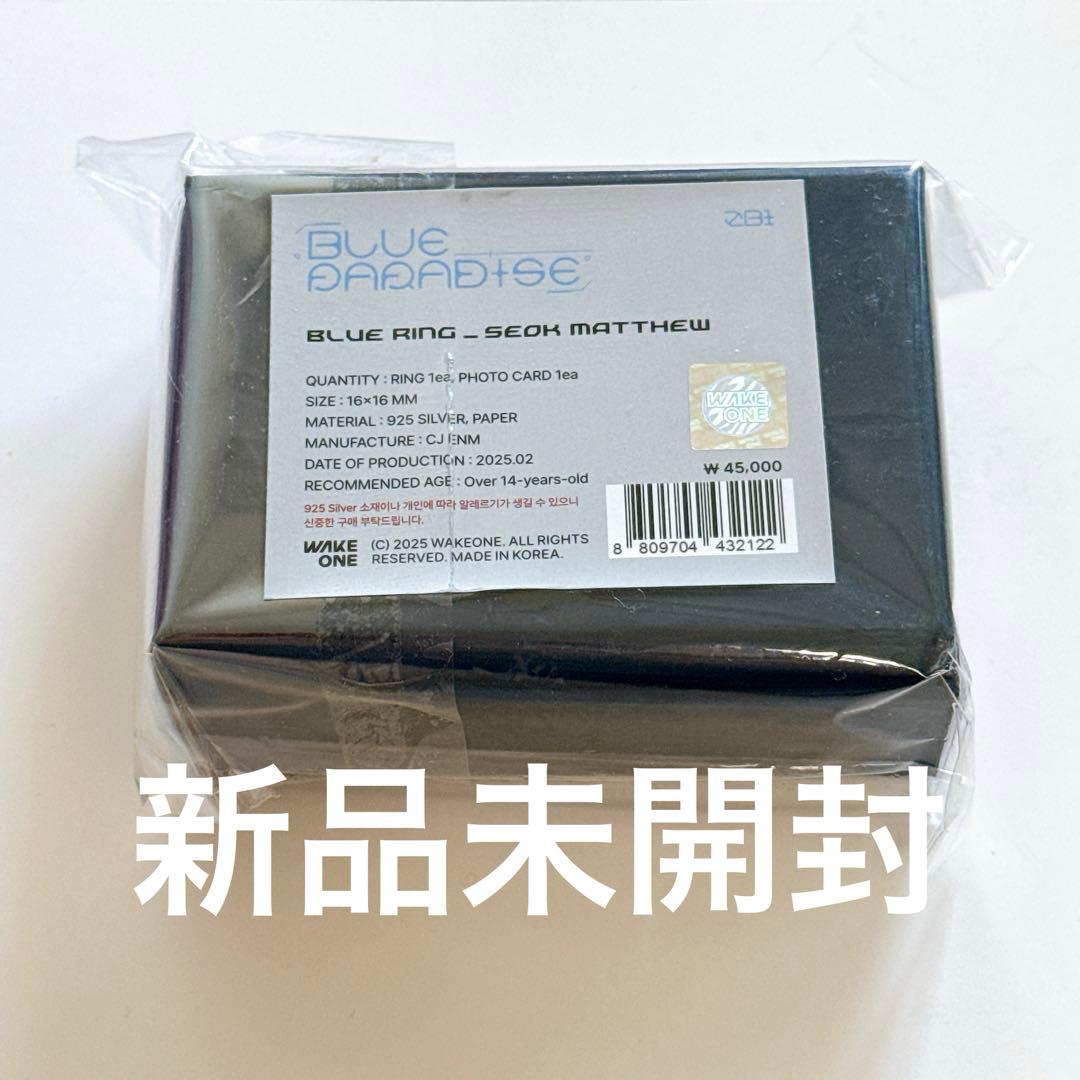 BLUE
PARADISE
ZB1
BLUE RING _ SEOK MATTHEW
QUANTITY : RING 1ea, PHOTO CARD 1ea
SIZE : 16×16 MM
MATERIAL : 925 SILVER, PAPER
MANUFACTURE : CJ ENM
DATE OF PRODUCTION : 2025.02
RECOMMENDED AGE : Over 14-years-old
925 Silver 소재이나 개인에 따라 알레르기가 생길 수 있으니
신중한 구매 부탁드립니다.
WAKE
ONE
(C) 2025 WAKEONE. ALL RIGHTS
RESERVED. MADE IN KOREA.
WAKE
ONE
₩ 45,000
8 809704 432122
新品未開封